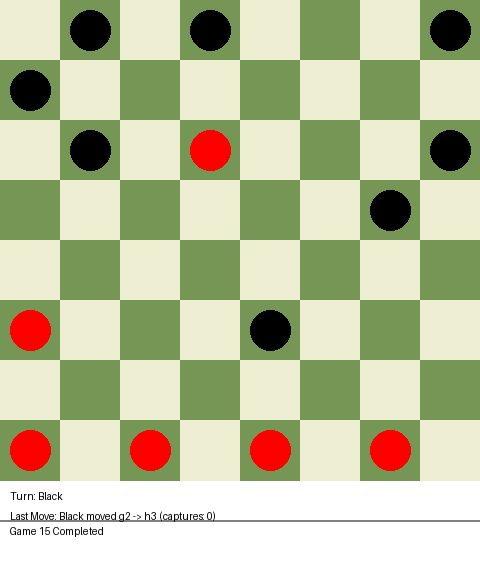 Turn: Black
Last Move: Black moved g2 -> h3 (captures: 0)
Game 15 Completed